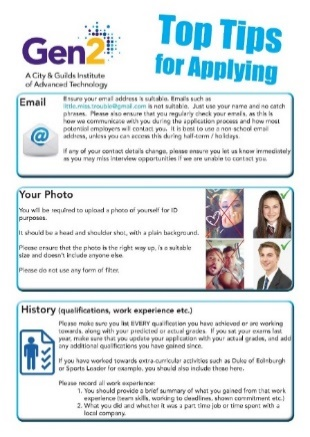 Gen2
Top Tips
for Applying
A City & Guilds Institute
of Advanced Technology
Email
Ensure your email address is suitable. Emails such as
little.miss.trouble@gmail.com is not suitable. Just use your name and no catch
phrases. Please also ensure that you regularly check your emails, as this is
how we communicate with you during the application process and how most
potential employers will contact you. It is best to use a non-school email
address, unless you can access this during half-term / holidays.
If any of your contact details change, please ensure you let us know immediately
as you may miss interview opportunities if we are unable to contact you.
Your Photo
You will be required to upload a photo of yourself for ID
purposes.
It should be a head and shoulder shot, with a plain background.
Please ensure that the photo is the right way up, is a suitable
size and doesn't include anyone else.
Please do not use any form of filter.
History (qualifications, work experience etc.)
Please make sure you list EVERY qualification you have achieved or are working
towards, along with your predicted or actual grades. If you sat your exams last
year, make sure that you update your application with your actual grades, and add
any additional qualifications you have gained since.
If you have worked towards extra-curricular activities such as Duke of Edinburgh
or Sports Leader for example, you should also include these here.
Please record all work experience:
1. You should provide a brief summary of what you gained from that work
experience (team skills, working to deadlines, shown commitment etc.)
2. What you did and whether it was a part time job or time spent with a
local company.